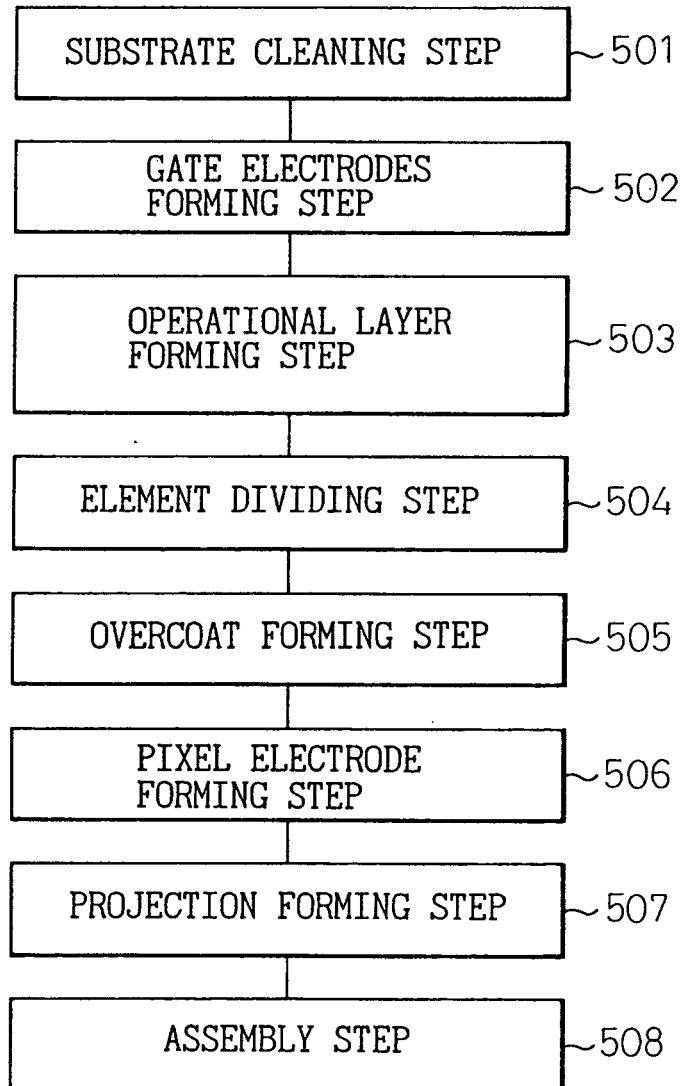 SUBSTRATE CLEANING STEP 501
GATE ELECTRODES
FORMING STEP 502
OPERATIONAL LAYER
FORMING STEP 503
ELEMENT DIVIDING STEP 504
OVERCOAT FORMING STEP 505
PIXEL ELECTRODE
FORMING STEP 506
PROJECTION FORMING STEP 507
ASSEMBLY STEP 508